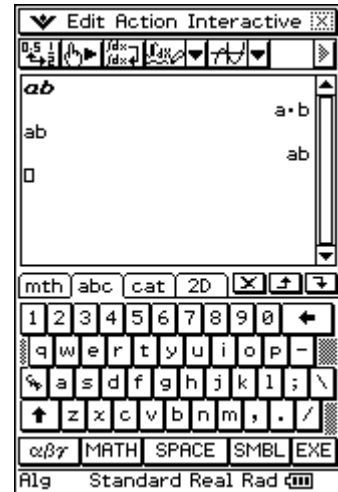 Edit Action Interactive
ab
a·b
ab
ab
mth abc cat 2D
1 2 3 4 5 6 7 8 9 0
q w e r t y u i o p -
a s d f g h j k l ; \
z x c v b n m , . /
αβγ MATH SPACE SMBL EXE
Alg Standard Real Rad